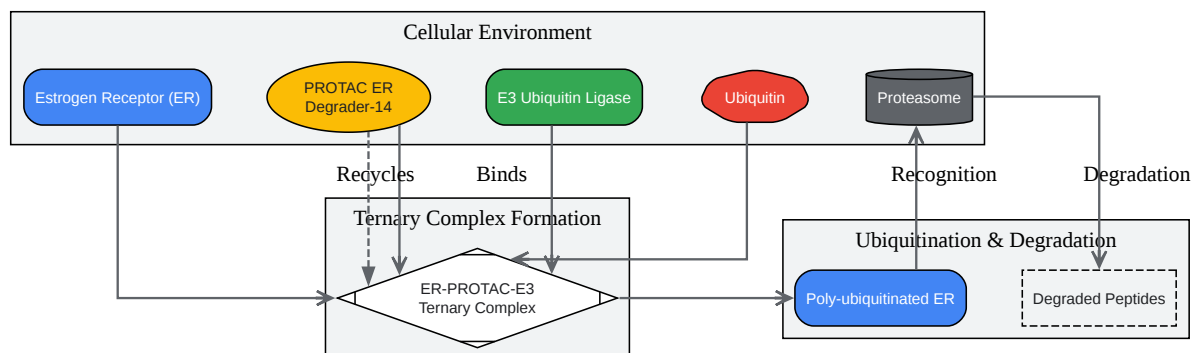 Cellular Environment
Estrogen Receptor (ER)
PROTAC ER
Degrader-14
E3 Ubiquitin Ligase
Ubiquitin
Proteasome
Recycles
Binds
Recognition
Degradation
Ternary Complex Formation
Ubiquitination & Degradation
ER-PROTAC-E3
Ternary Complex
Poly-ubiquitinated ER
Degraded Peptides